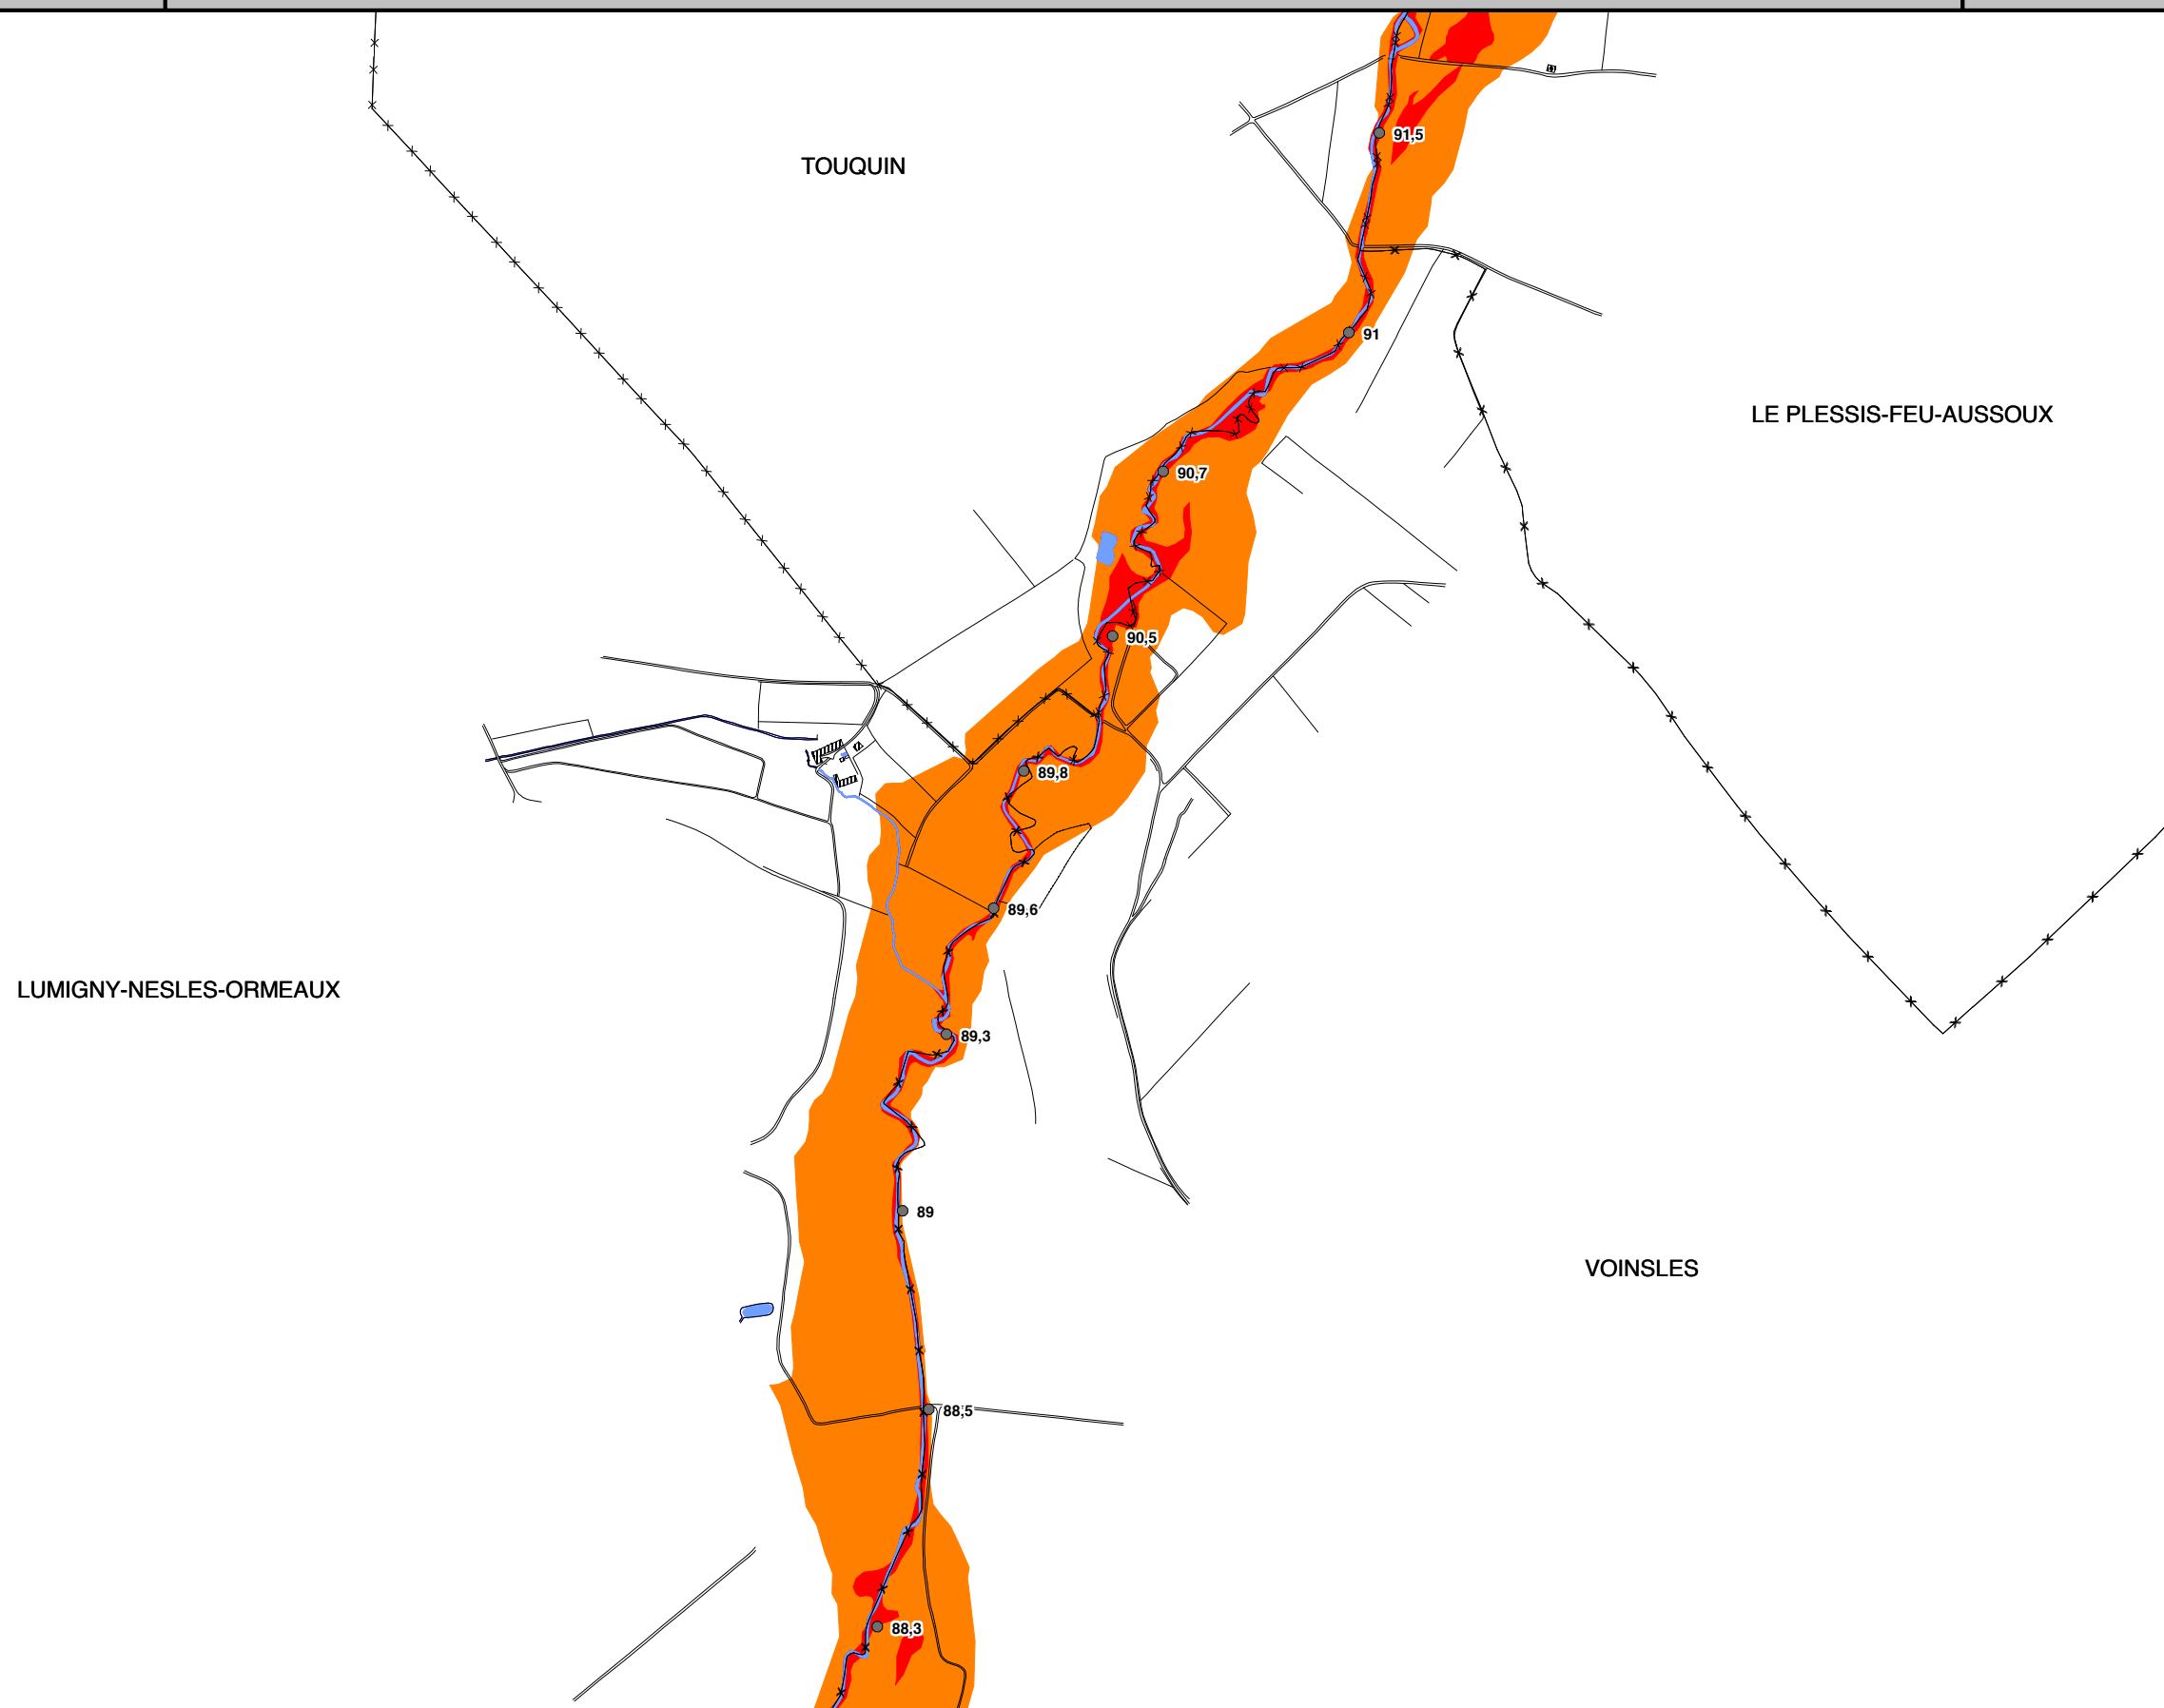 91,5
TOUQUIN
91
LE PLESSIS-FEU-AUSSOUX
90,7
90,5
89,8
89,6
LUMIGNY-NESLES-ORMEAUX
89,3
89
VOINSLES
88,5
88,3